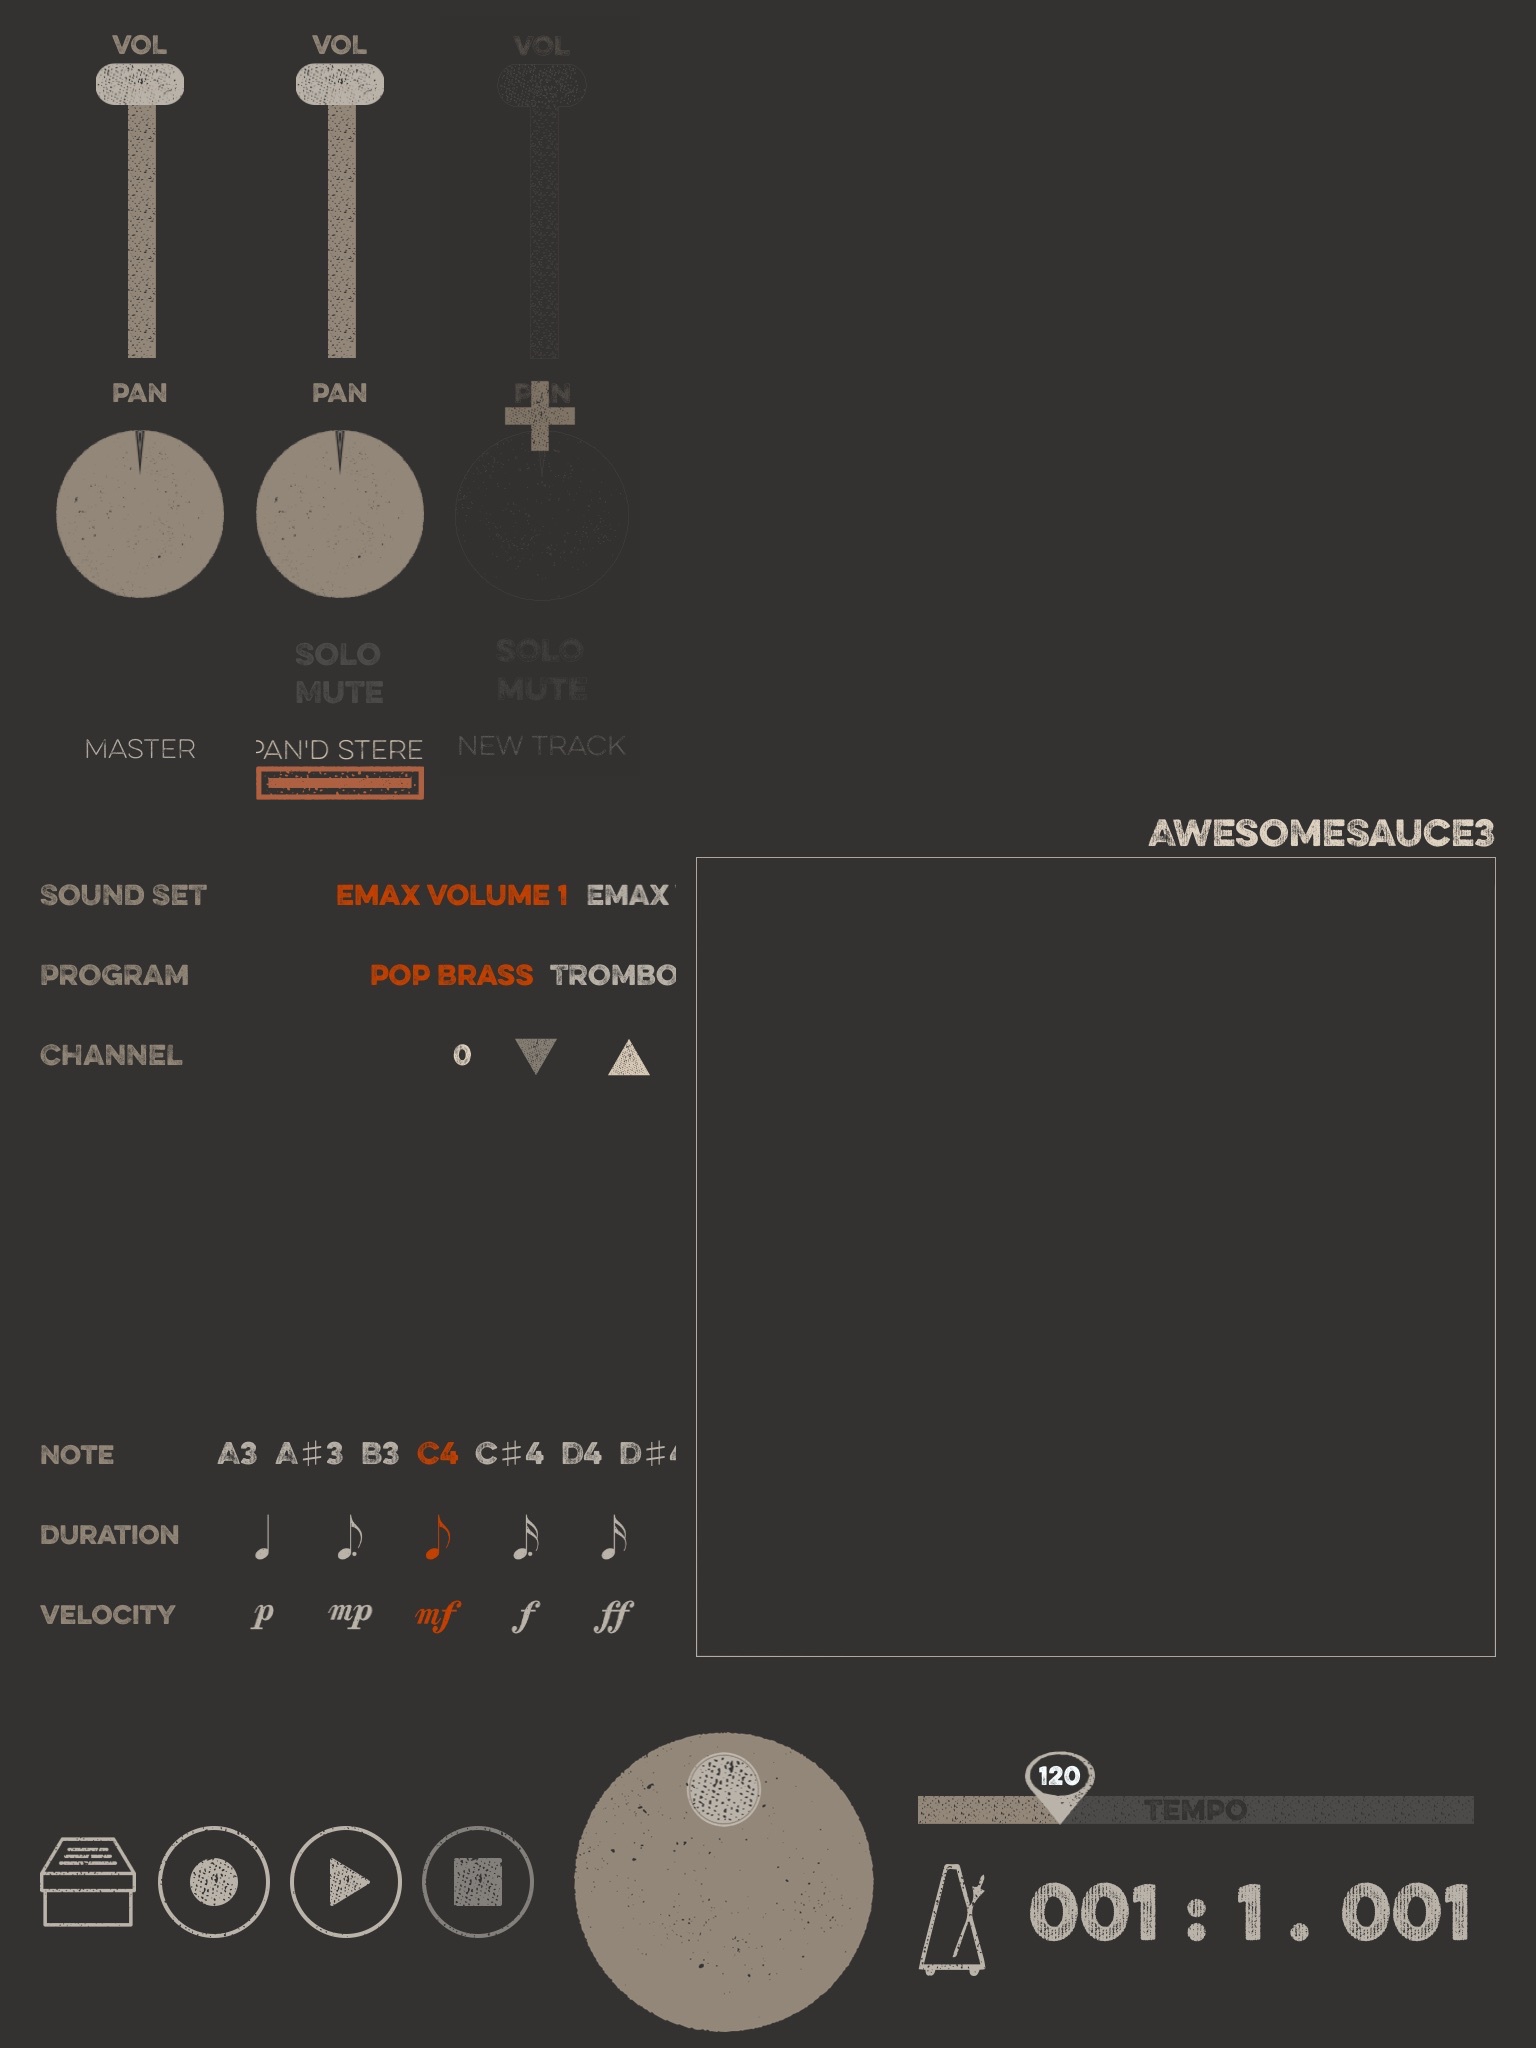 VOL VOL VOL
PAN PAN PAN
SOLO SOLO
MUTE MUTE
MASTER PAN'D STERE NEW TRACK
AWESOMESAUCE3
SOUND SET EMAX VOLUME 1 EMAX
PROGRAM POP BRASS TROMBO
CHANNEL 0
NOTE A3 A♯3 B3 C4 C♯4 D4 D♯4
DURATION
VELOCITY p mp mf f ff
120
TEMPO
001 : 1 . 001